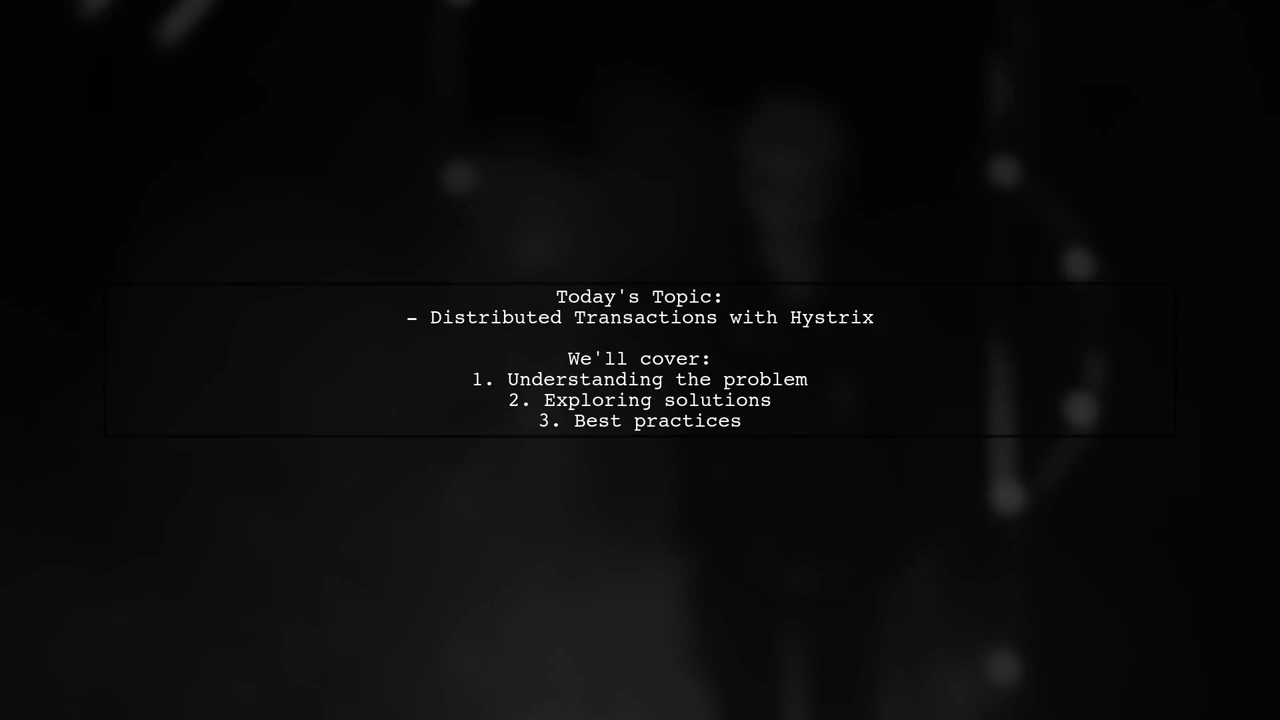 Today's Topic:
- Distributed Transactions with Hystrix
We'll cover:
1. Understanding the problem
2. Exploring solutions
3. Best practices